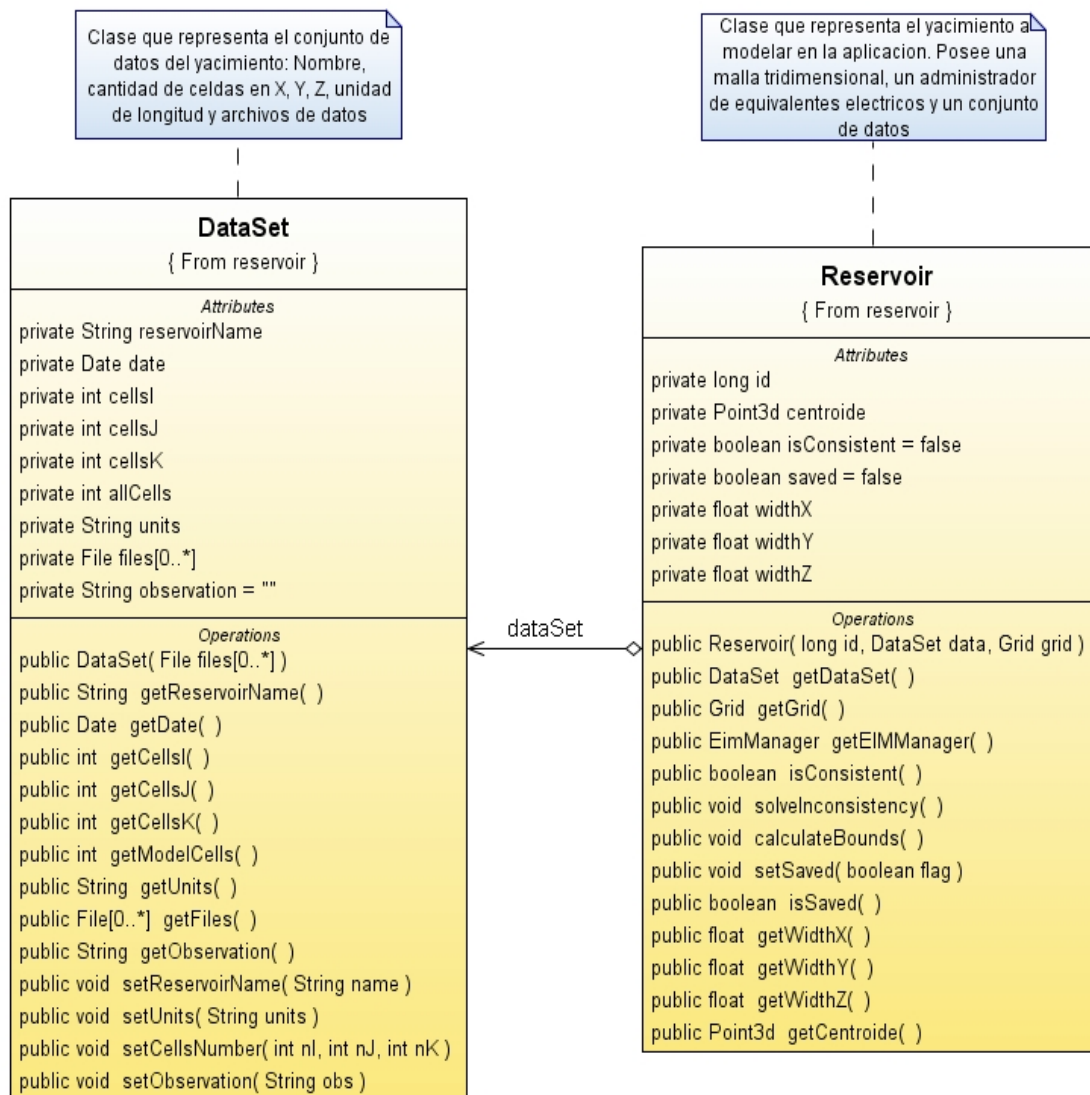 Clase que representa el conjunto de
datos del yacimiento: Nombre,
cantidad de celdas en X, Y, Z, unidad
de longitud y archivos de datos
DataSet
{ From reservoir }
Attributes
private String reservoirName
private Date date
private int cellsI
private int cellsJ
private int cellsK
private int allCells
private String units
private File files[0..*]
private String observation = ""
Operations
public DataSet( File files[0..*] )
public String getReservoirName( )
public Date getDate( )
public int getCellsI( )
public int getCellsJ( )
public int getCellsK( )
public int getModelCells( )
public String getUnits( )
public File[0..*] getFiles( )
public String getObservation( )
public void setReservoirName( String name )
public void setUnits( String units )
public void setCellsNumber( int nI, int nJ, int nK )
public void setObservation( String obs )
dataSet
Clase que representa el yacimiento a
modelar en la aplicacion. Posee una
malla tridimensional, un administrador
de equivalentes electricos y un conjunto
de datos
Reservoir
{ From reservoir }
Attributes
private long id
private Point3d centroide
private boolean isConsistent = false
private boolean saved = false
private float widthX
private float widthY
private float widthZ
Operations
public Reservoir( long id, DataSet data, Grid grid )
public DataSet getDataSet( )
public Grid getGrid( )
public EimManager getEIMManager( )
public boolean isConsistent( )
public void solveInconsistency( )
public void calculateBounds( )
public void setSaved( boolean flag )
public boolean isSaved( )
public float getWidthX( )
public float getWidthY( )
public float getWidthZ( )
public Point3d getCentroide( )